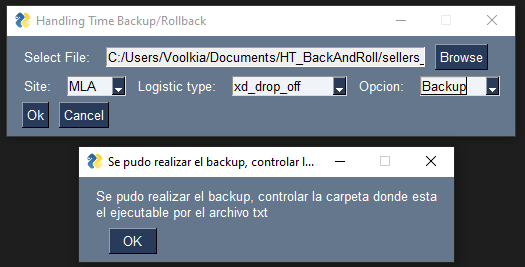 Handling Time Backup/Rollback
Select File: C:/Users/Voolkia/Documents/HT_BackAndRoll/sellers_ Browse
Site: MLA Logistic type: xd_drop_off Opcion: Backup
Ok Cancel
Se pudo realizar el backup, controlar l...
Se pudo realizar el backup, controlar la carpeta donde esta
el ejecutable por el archivo txt
OK